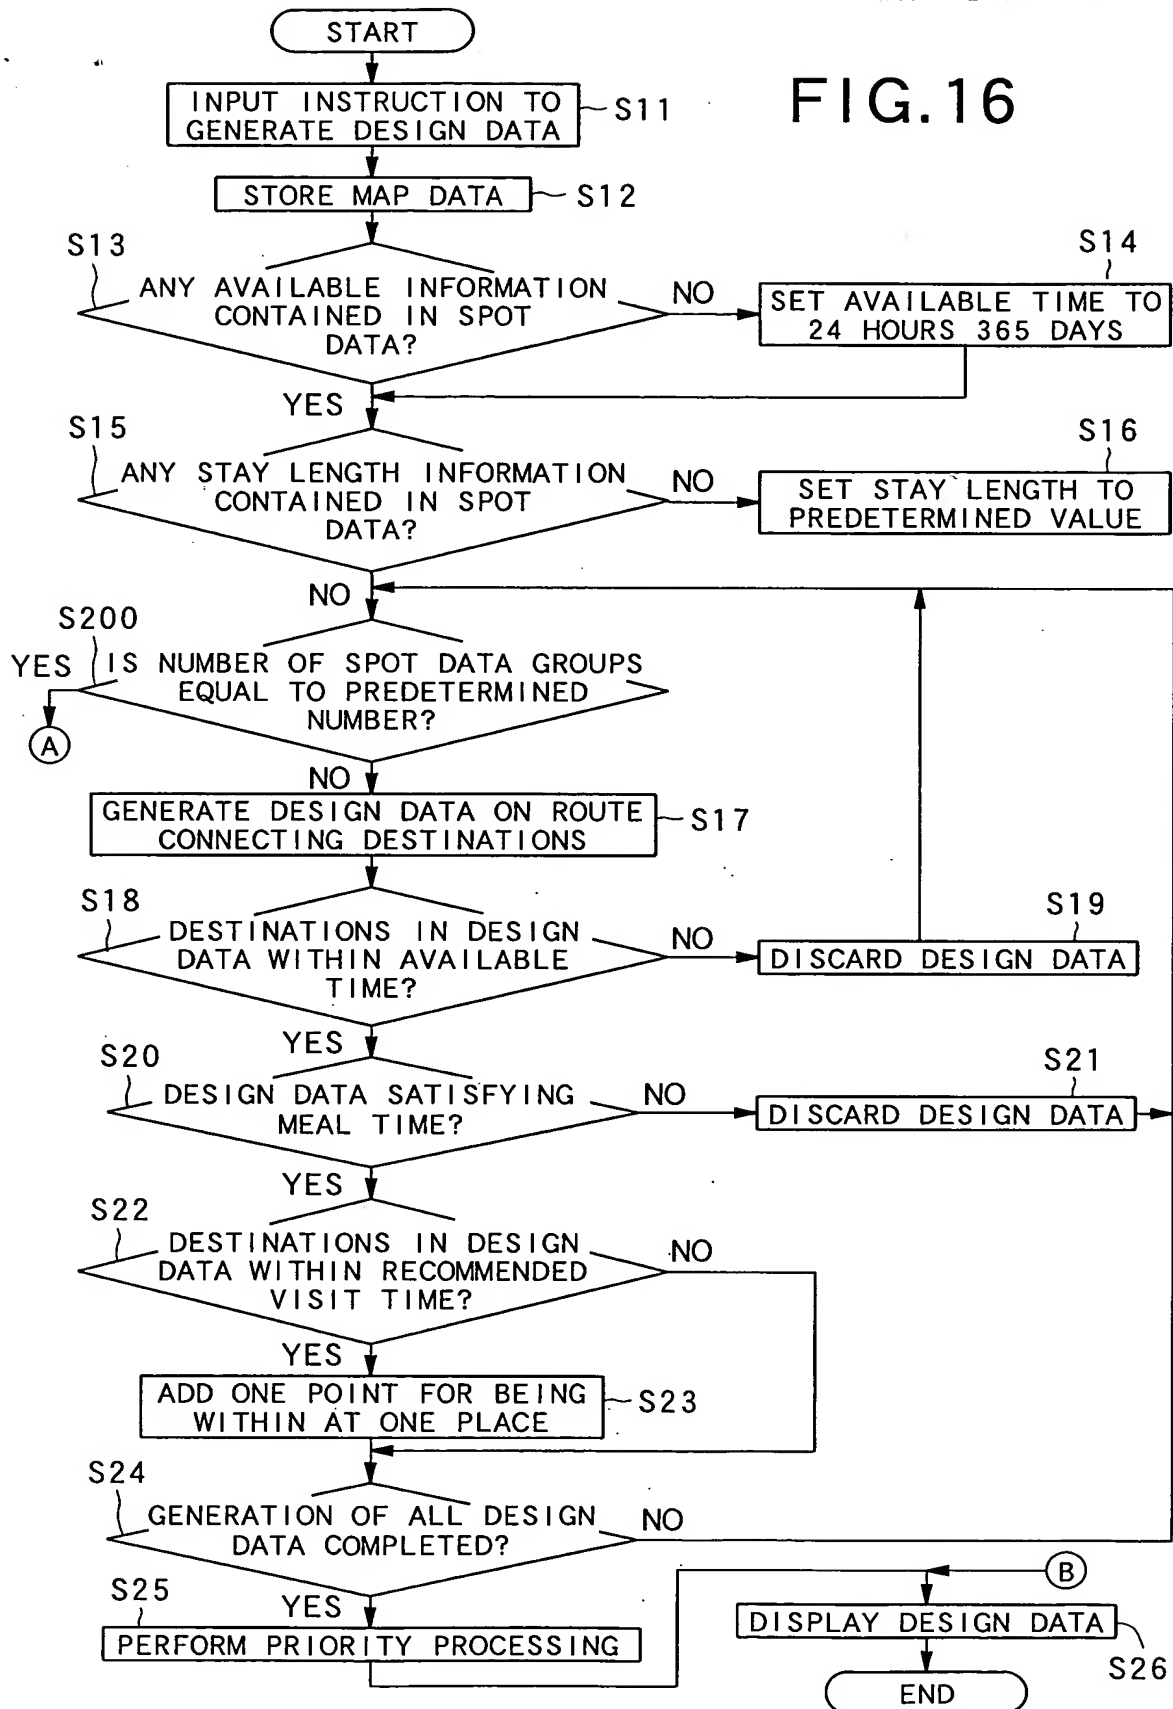 START
FIG.16
INPUT INSTRUCTION TO
GENERATE DESIGN DATA
S11
STORE MAP DATA
S12
S13
ANY AVAILABLE INFORMATION
CONTAINED IN SPOT
DATA?
NO
S14
SET AVAILABLE TIME TO
24 HOURS 365 DAYS
YES
S15
ANY STAY LENGTH INFORMATION
CONTAINED IN SPOT
DATA?
NO
S16
SET STAY LENGTH TO
PREDETERMINED VALUE
NO
S200
YES
IS NUMBER OF SPOT DATA GROUPS
EQUAL TO PREDETERMINED
NUMBER?
A
NO
GENERATE DESIGN DATA ON ROUTE
CONNECTING DESTINATIONS
S17
S18
DESTINATIONS IN DESIGN
DATA WITHIN AVAILABLE
TIME?
NO
S19
DISCARD DESIGN DATA
YES
S20
DESIGN DATA SATISFYING
MEAL TIME?
NO
S21
DISCARD DESIGN DATA
YES
S22
DESTINATIONS IN DESIGN
DATA WITHIN RECOMMENDED
VISIT TIME?
NO
YES
ADD ONE POINT FOR BEING
WITHIN AT ONE PLACE
S23
S24
GENERATION OF ALL DESIGN
DATA COMPLETED?
NO
YES
S25
PERFORM PRIORITY PROCESSING
B
DISPLAY DESIGN DATA
S26
END